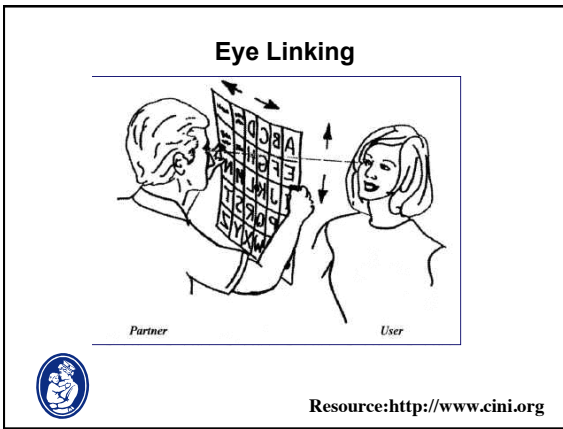 Eye Linking
A B C D
E F G H
J K L M N
P Q R S T
W X Y Z
Partner User
Resource:http://www.cini.org